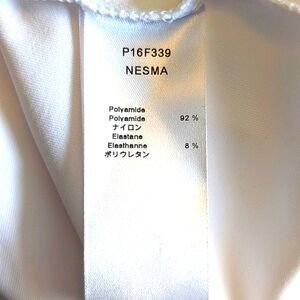 P16F339
NESMA
Polyamide
Polyamide 92 %
ナイロン
Elastane
Elasthanne 8 %
ポリウレタン